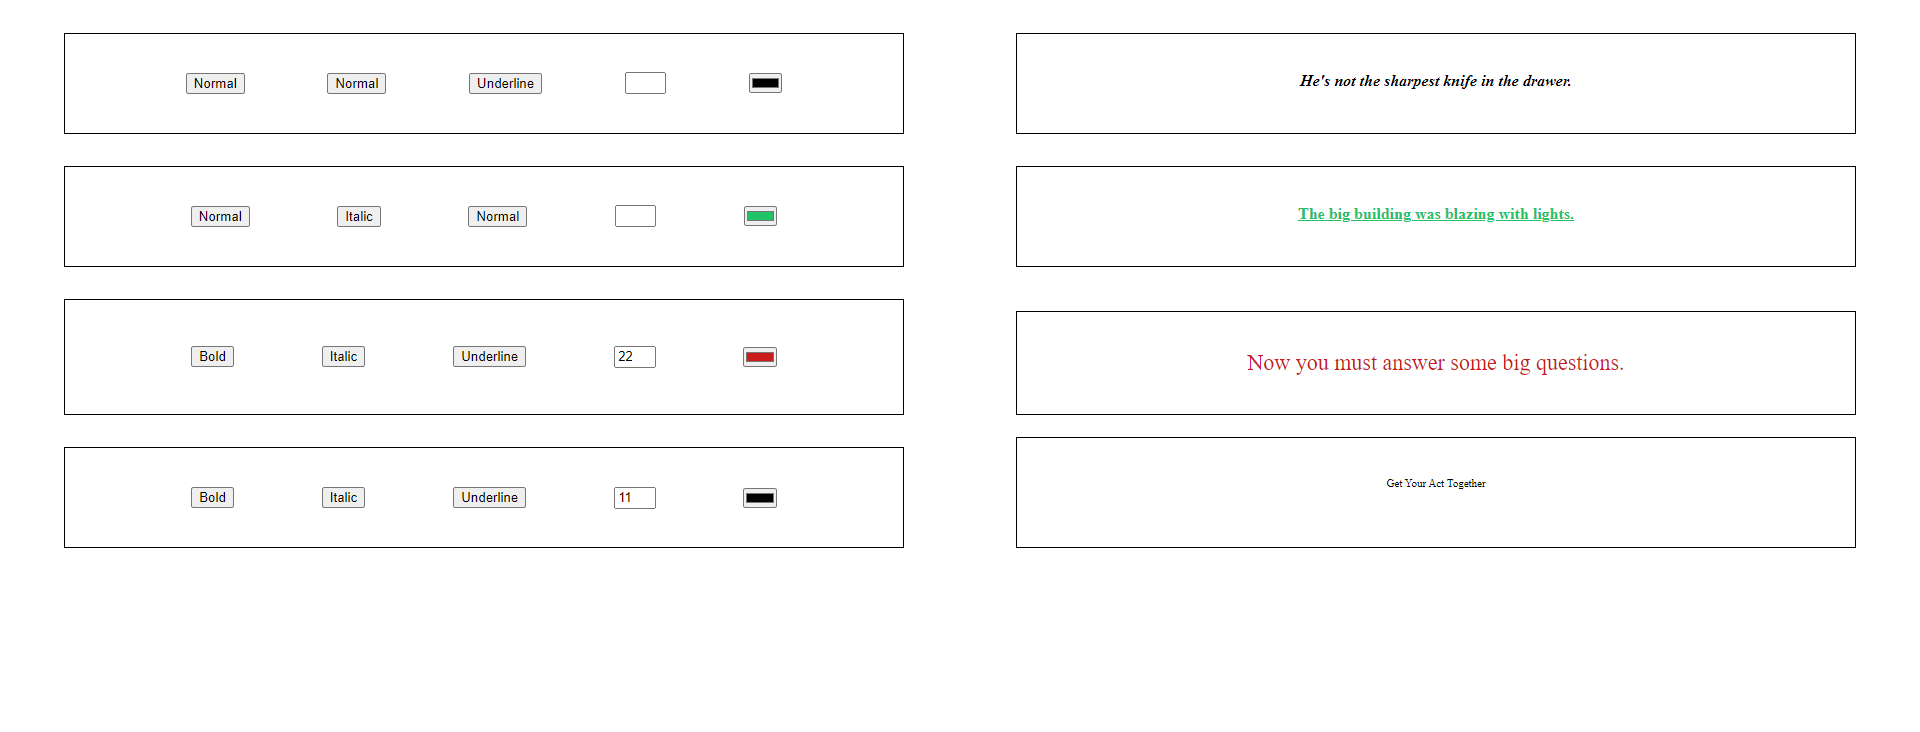 Normal Normal Underline
He's not the sharpest knife in the drawer.
Normal Italic Normal
The big building was blazing with lights.
Bold Italic Underline 22
Now you must answer some big questions.
Bold Italic Underline 11
Get Your Act Together